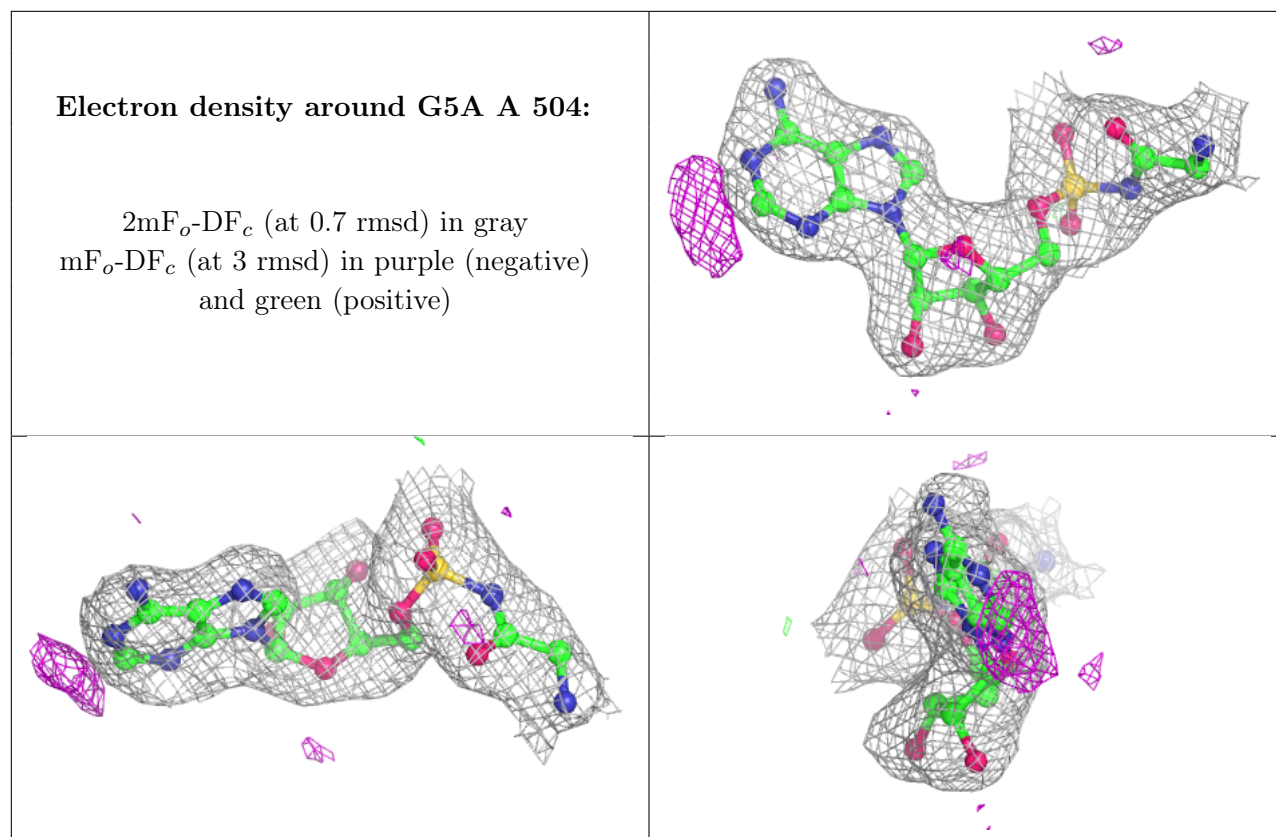 Electron density around G5A A 504:
2mFₒ-DF𝒸 (at 0.7 rmsd) in gray
mFₒ-DF𝒸 (at 3 rmsd) in purple (negative)
and green (positive)